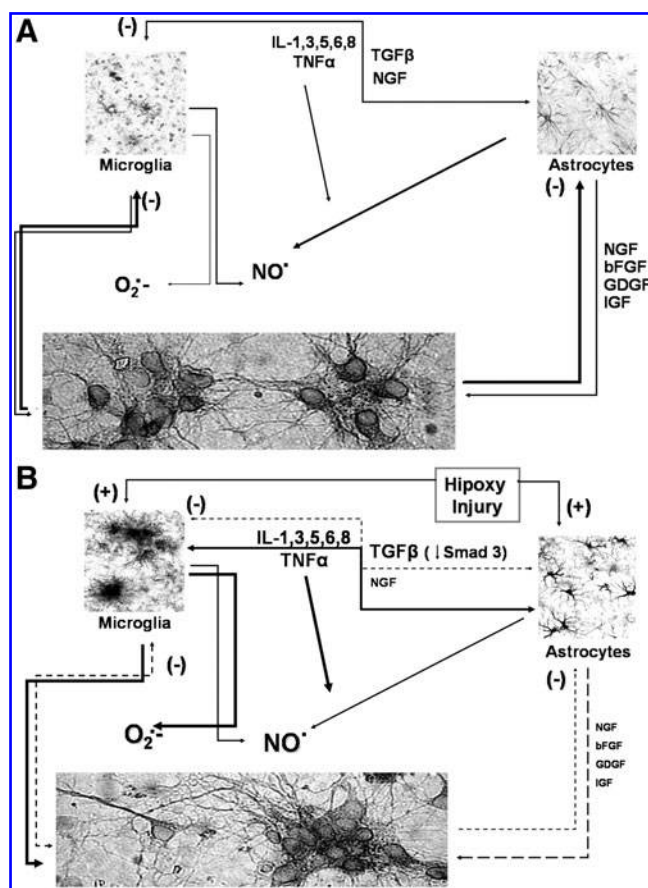 A
(-)
IL-1,3,5,6,8
TNFα
TGFβ
NGF
Microglia
Astrocytes
(-)
(-)
NGF
bFGF
GDGF
IGF
O₂•-
NO•
B
Hipoxy
Injury
(+)
(+)
(-)
IL-1,3,5,6,8
TNFα
TGFβ (↓Smad 3)
NGF
Microglia
Astrocytes
(-)
(-)
NGF
bFGF
GDGF
IGF
O₂•-
NO•